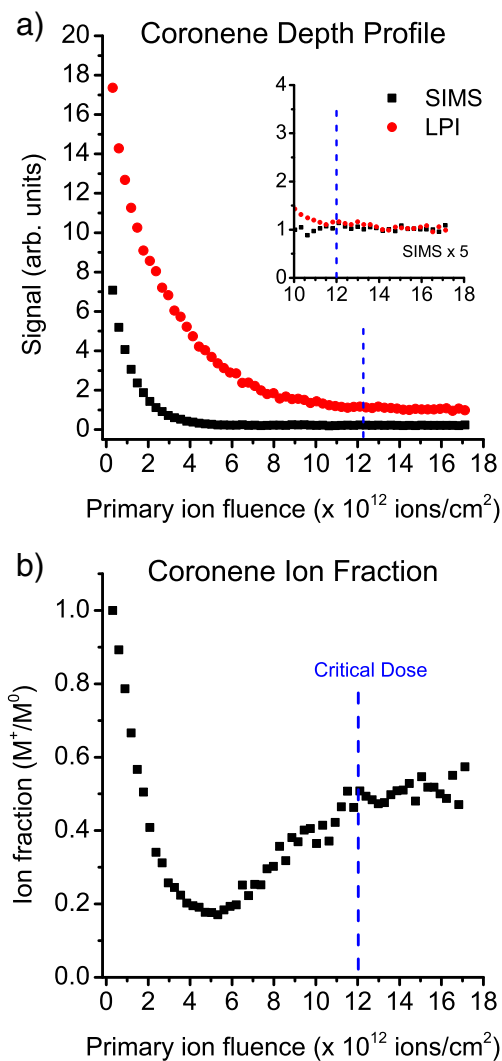 a) Coronene Depth Profile
20
18
16
14
12
10
8
6
4
2
0
Signal (arb. units)
4
3
2
1
0
SIMS
LPI
SIMS x 5
10 12 14 16 18
0 2 4 6 8 10 12 14 16 18
Primary ion fluence (x 10¹² ions/cm²)
b) Coronene Ion Fraction
1.0
0.8
0.6
0.4
0.2
0.0
Ion fraction (M⁺/M⁰)
Critical Dose
0 2 4 6 8 10 12 14 16 18
Primary ion fluence (x 10¹² ions/cm²)